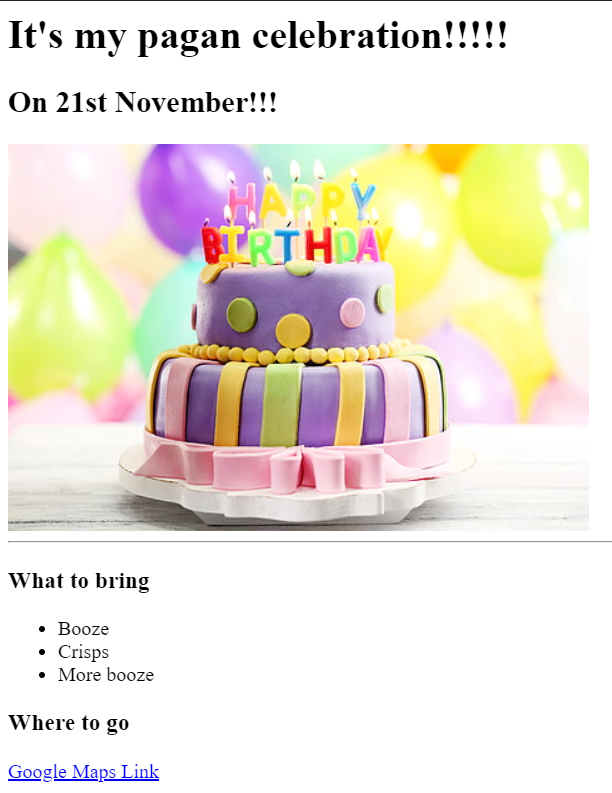 It's my pagan celebration!!!!!
On 21st November!!!
HAPPY
BIRTHDAY
What to bring
Booze
Crisps
More booze
Where to go
Google Maps Link